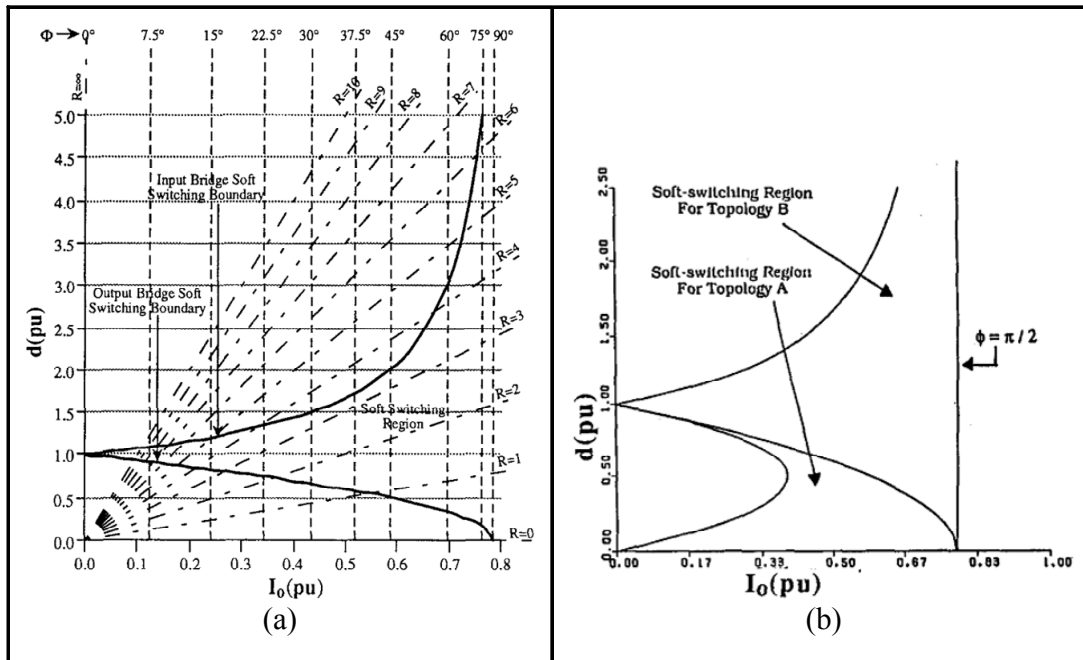 Φ→0° 7.5° 15° 22.5° 30° 37.5° 45° 60° 75° 90°
R=∞
R=10
R=9
R=8
R=7
R=6
R=5
R=4
R=3
R=2
R=1
R=0
5.0
4.5
4.0
3.5
3.0
2.5
2.0
1.5
1.0
0.5
0.0
d(pu)
Input Bridge Soft
Switching Boundary
Output Bridge Soft
Switching Boundary
Soft Switching
Region
0.0 0.1 0.2 0.3 0.4 0.5 0.6 0.7 0.8
I₀(pu)
(a)
2.50
2.00
1.50
1.00
0.50
0.00
d(pu)
Soft-switching Region
For Topology B
Soft-switching Region
For Topology A
ϕ=π/2
0.00 0.17 0.33 0.50 0.67 0.83 1.00
I₀(pu)
(b)